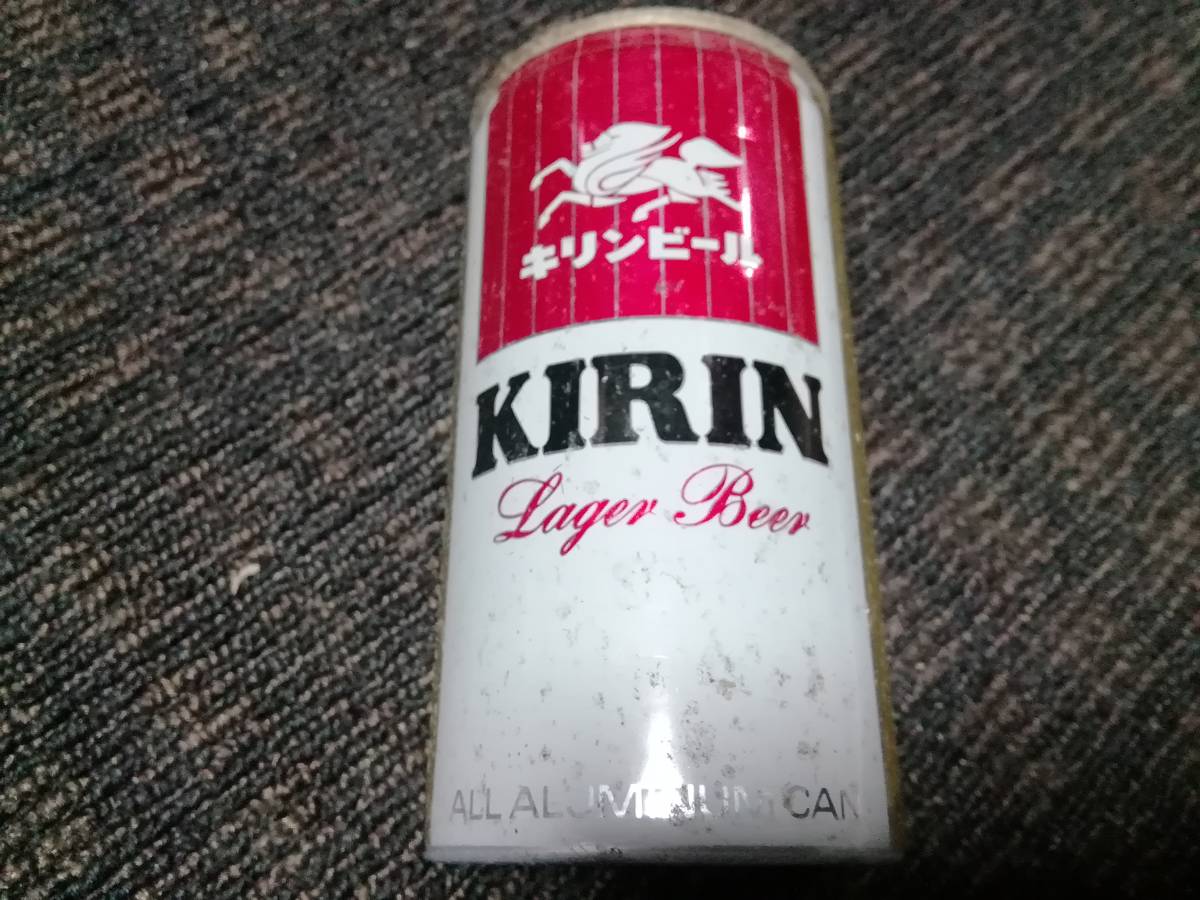 キリンビール
KIRIN
Lager Beer
ALL ALUMINUM CAN